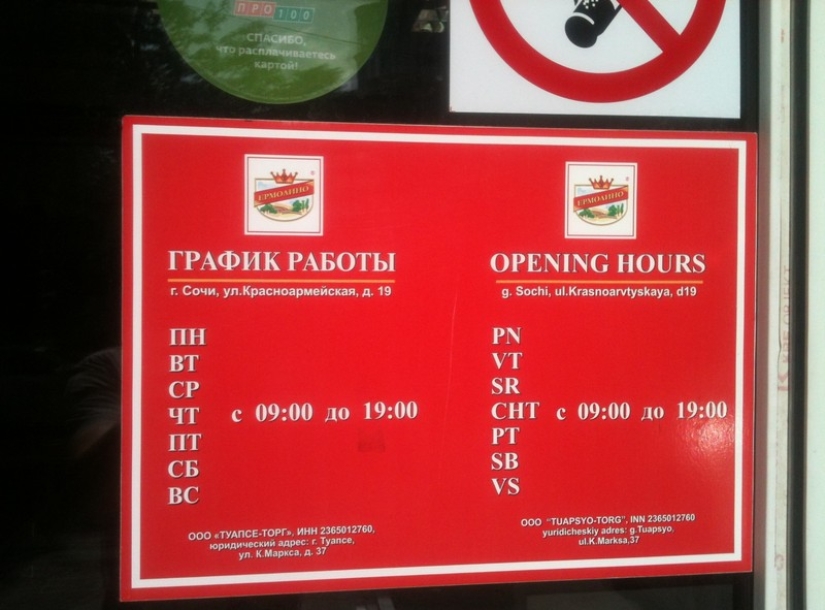 ПРО100
СПАСИБО,
что расплачиваетесь
картой!
ЕРМОЛИНО
ГРАФИК РАБОТЫ
г. Сочи, ул.Красноармейская, д. 19
ПН
ВТ
СР
ЧТ с 09:00 до 19:00
ПТ
СБ
ВС
ООО «ТУАПСЕ-ТОРГ», ИНН 2365012760,
юридический адрес: г. Туапсе,
ул. К.Маркса, д. 37
ЕРМОЛИНО
OPENING HOURS
g. Sochi, ul.Krasnoarvtyskaya, d19
PN
VT
SR
CHT с 09:00 до 19:00
PT
SB
VS
ООО "TUAPSYO-TORG", INN 2365012760
yuridicheskiy adres: g.Tuapsyo,
ul.K.Marksa,37